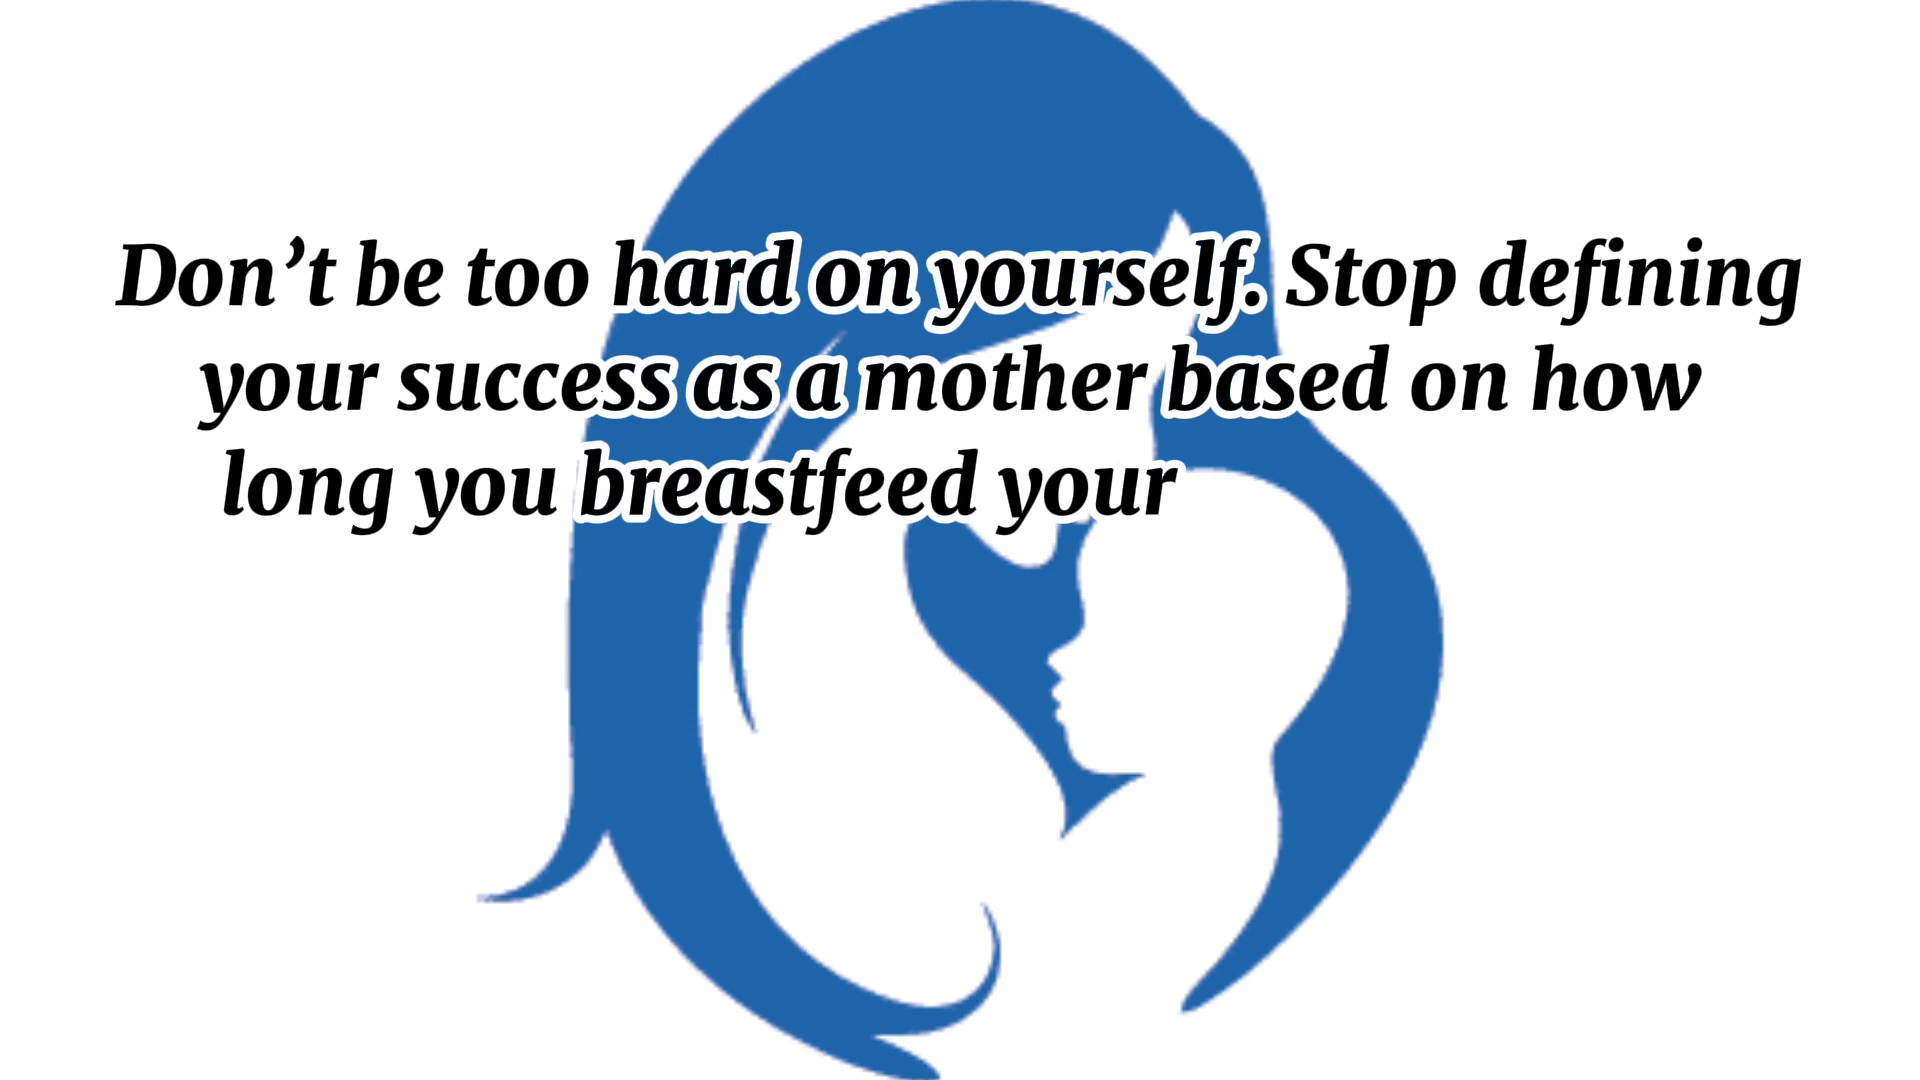 Don’t be too hard on yourself. Stop defining
your success as a mother based on how
long you breastfeed your